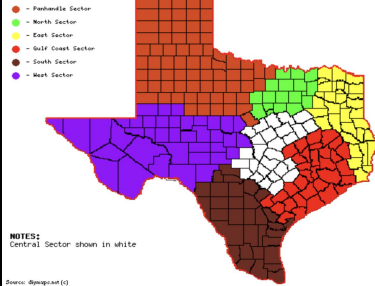 - Panhandle Sector
- North Sector
- East Sector
- Gulf Coast Sector
- South Sector
- West Sector
NOTES:
Central Sector shown in white
Source: diymaps.net (c)